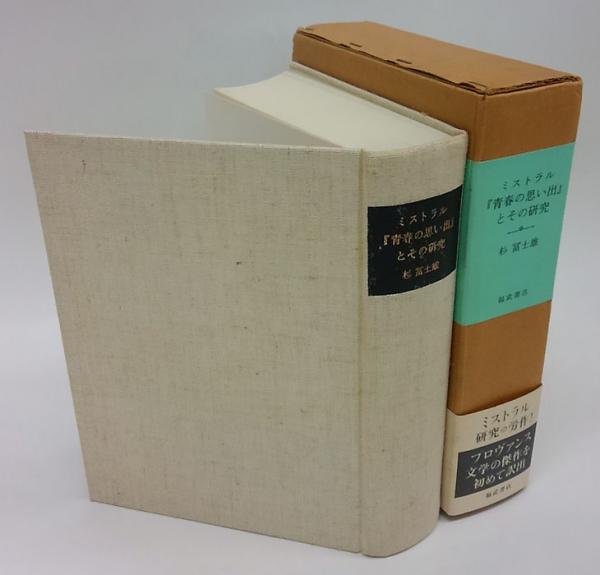 ミストラル
『青春の思い出』
とその研究
杉 冨士雄
ミストラル
『青春の思い出』
とその研究
杉 冨士雄
福武書店
ミストラル
研究の労作!
プロヴァンス
文学の傑作を
初めて訳出
福武書店